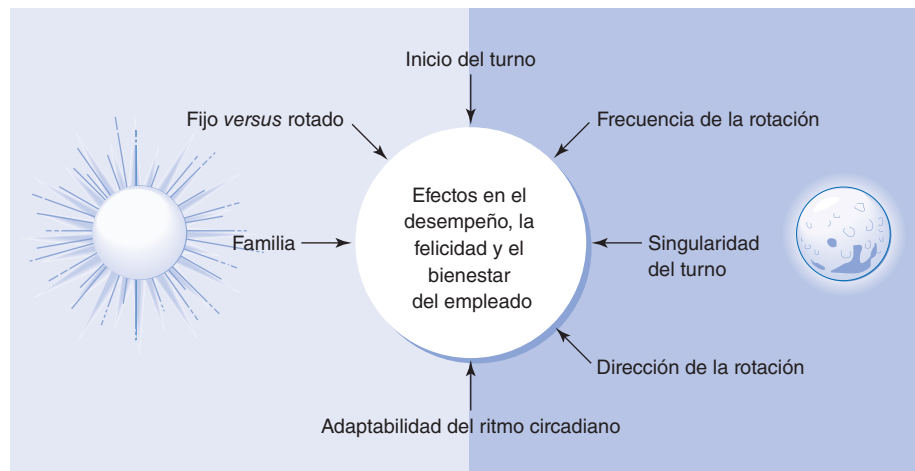 Inicio del turno
Fijo versus rotado
Frecuencia de la rotación
Efectos en el
desempeño, la
felicidad y el
bienestar
del empleado
Familia
Singularidad
del turno
Dirección de la rotación
Adaptabilidad del ritmo circadiano